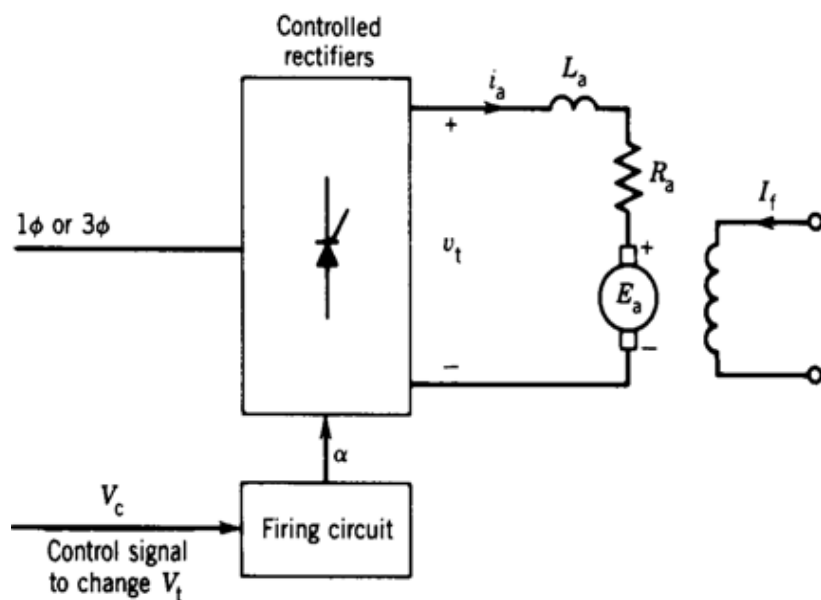 Controlled
rectifiers
1ϕ or 3ϕ
i_a
L_a
+
R_a
v_t
I_f
+
E_a
−
−
α
V_c
Firing circuit
Control signal
to change V_t